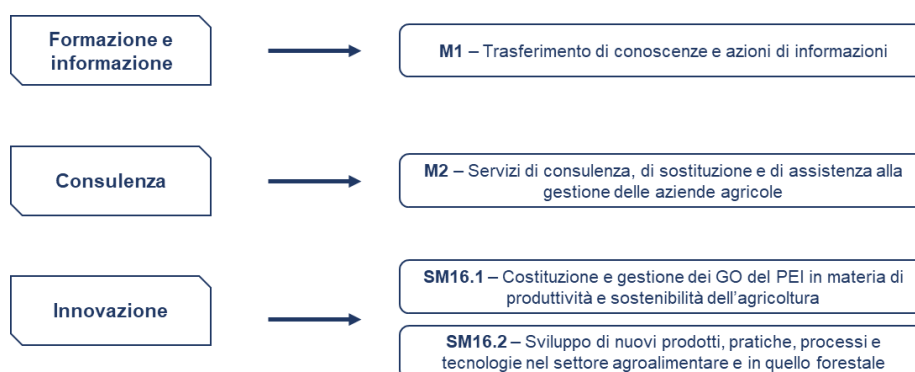 Formazione e
informazione
M1 – Trasferimento di conoscenze e azioni di informazioni
Consulenza
M2 – Servizi di consulenza, di sostituzione e di assistenza alla
gestione delle aziende agricole
Innovazione
SM16.1 – Costituzione e gestione dei GO del PEI in materia di
produttività e sostenibilità dell’agricoltura
SM16.2 – Sviluppo di nuovi prodotti, pratiche, processi e
tecnologie nel settore agroalimentare e in quello forestale